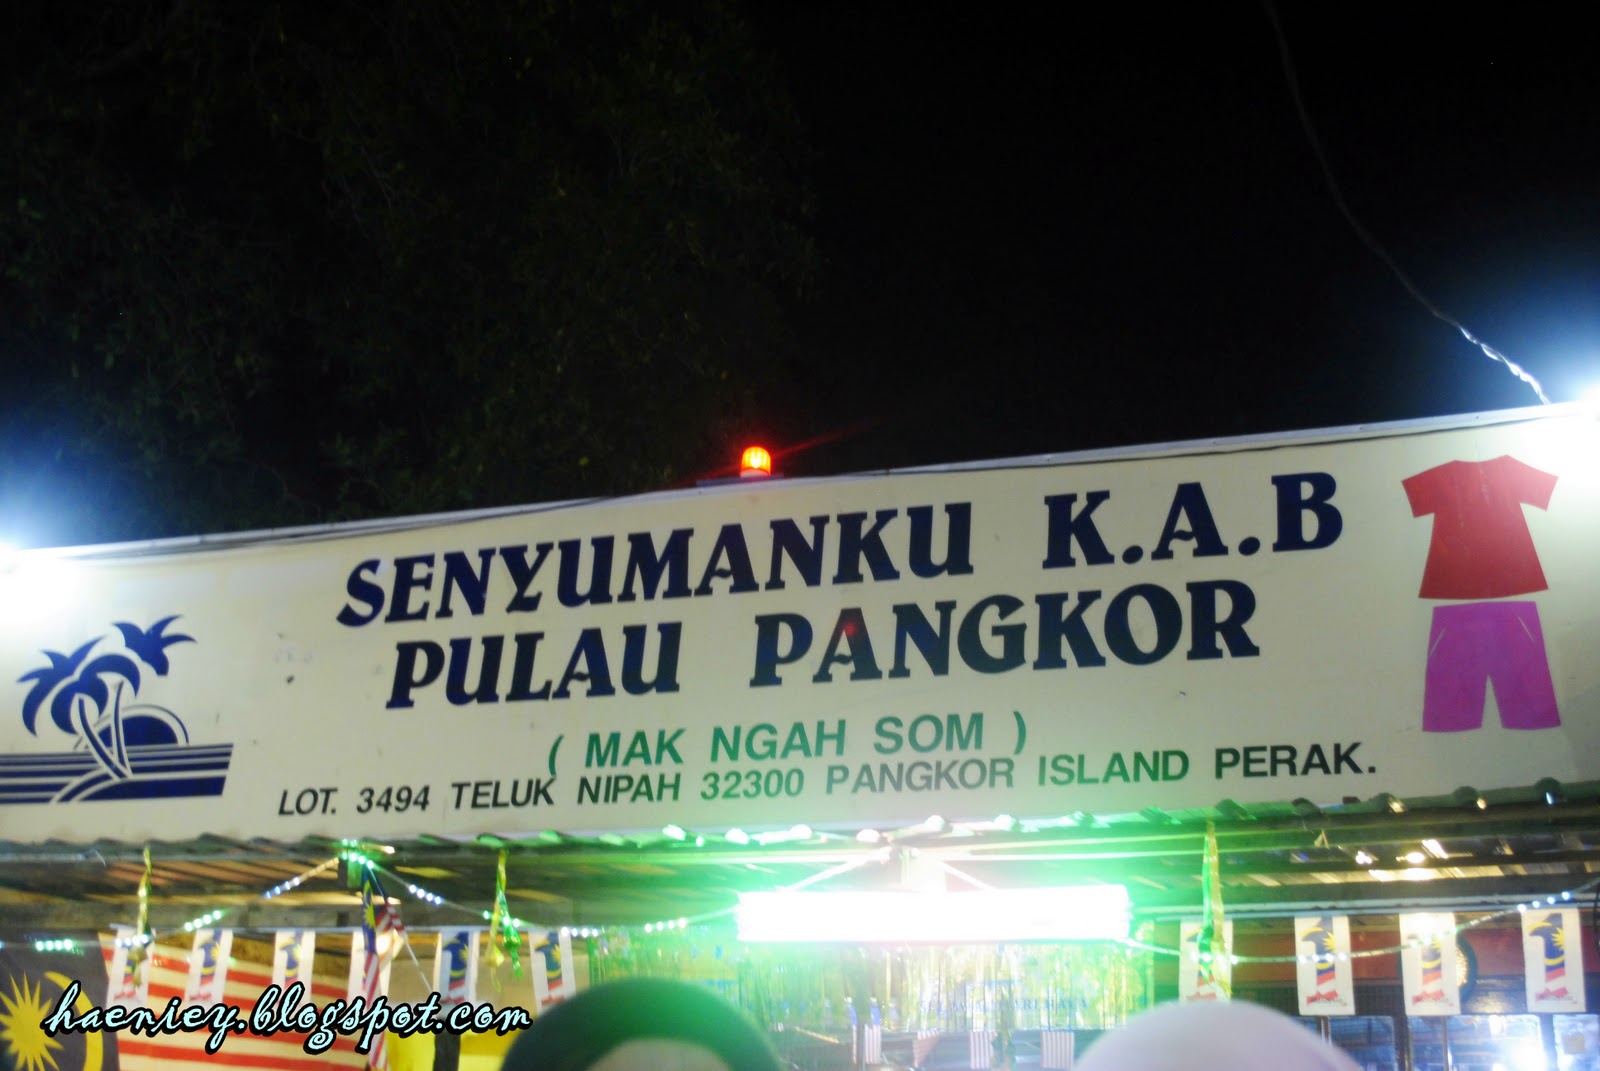 SENYUMANKU K.A.B
PULAU PANGKOR
( MAK NGAH SOM )
LOT. 3494 TELUK NIPAH 32300 PANGKOR ISLAND PERAK.
haeniey.blogspot.com